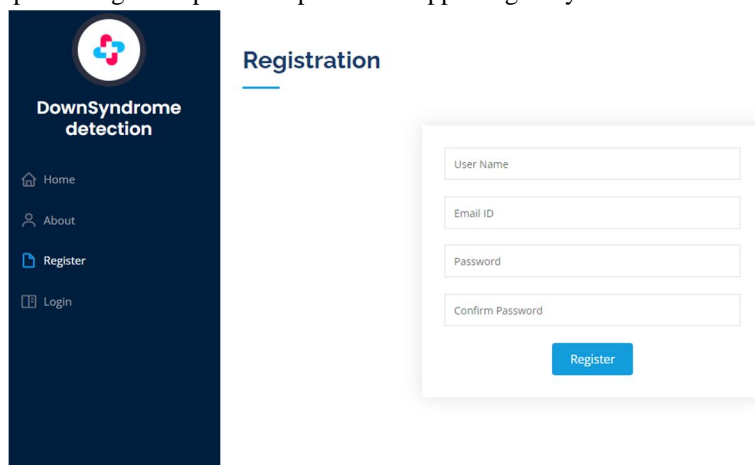 DownSyndrome
detection
Home
About
Register
Login
Registration
User Name
Email ID
Password
Confirm Password
Register